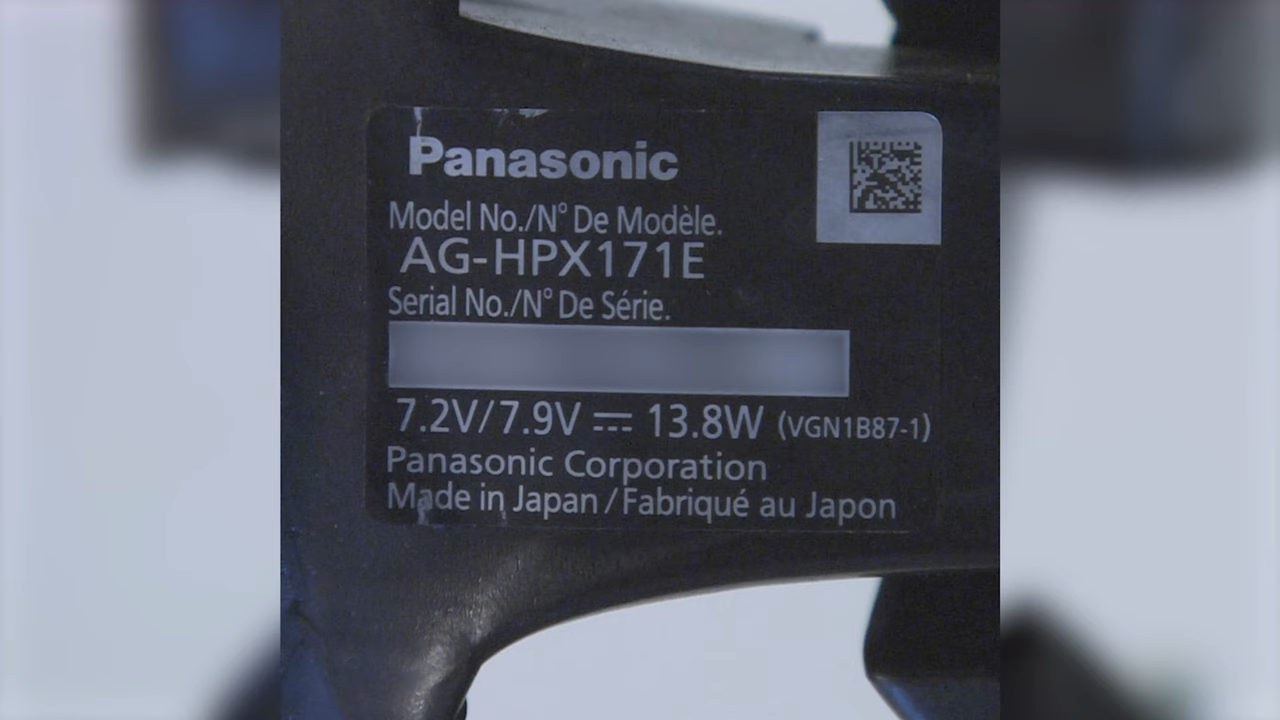 Panasonic
Model No./N° De Modèle.
AG-HPX171E
Serial No./N° De Série.
7.2V/7.9V ⎓ 13.8W (VGN1B87-1)
Panasonic Corporation
Made in Japan / Fabriqué au Japon